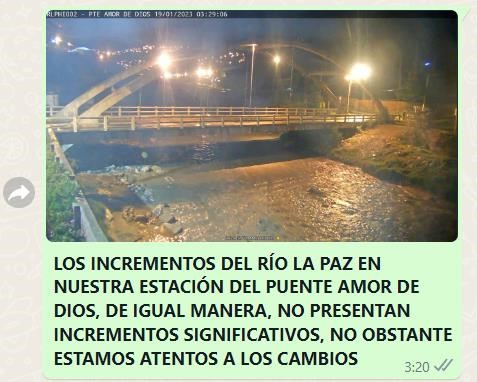 RLPHE002 - PTE AMOR DE DIOS 19/01/2023 03:29:06
LOS INCREMENTOS DEL RÍO LA PAZ EN
NUESTRA ESTACIÓN DEL PUENTE AMOR DE
DIOS, DE IGUAL MANERA, NO PRESENTAN
INCREMENTOS SIGNIFICATIVOS, NO OBSTANTE
ESTAMOS ATENTOS A LOS CAMBIOS
3:20